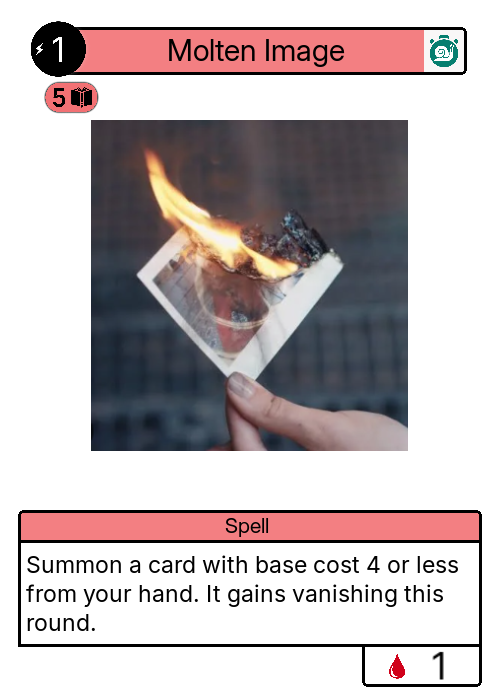 1
Molten Image
5
Spell
Summon a card with base cost 4 or less
from your hand. It gains vanishing this
round.
1